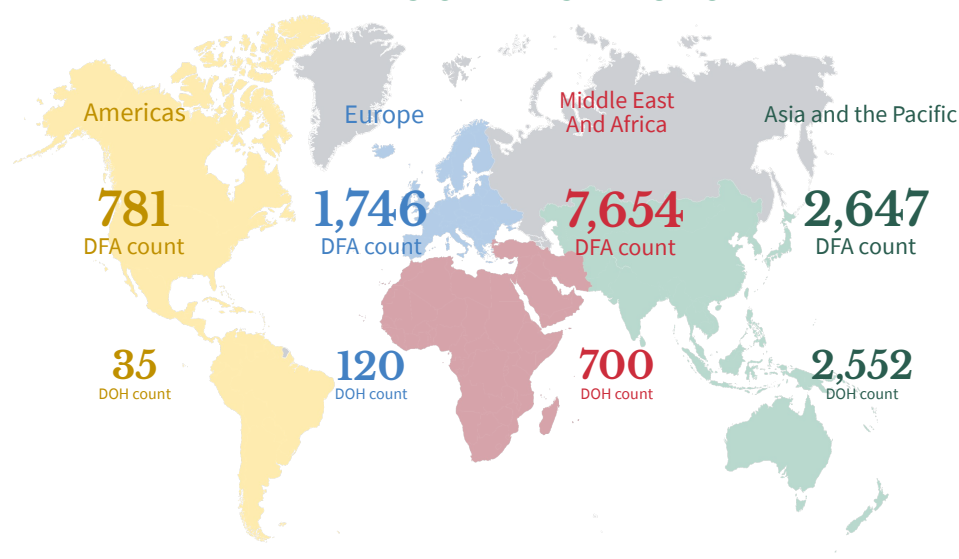 Americas
781
DFA count
35
DOH count
Europe
1,746
DFA count
120
DOH count
Middle East
And Africa
7,654
DFA count
700
DOH count
Asia and the Pacific
2,647
DFA count
2,552
DOH count